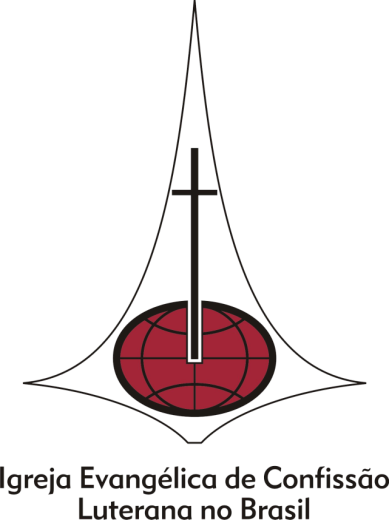 Igreja Evangélica de Confissão
Luterana no Brasil